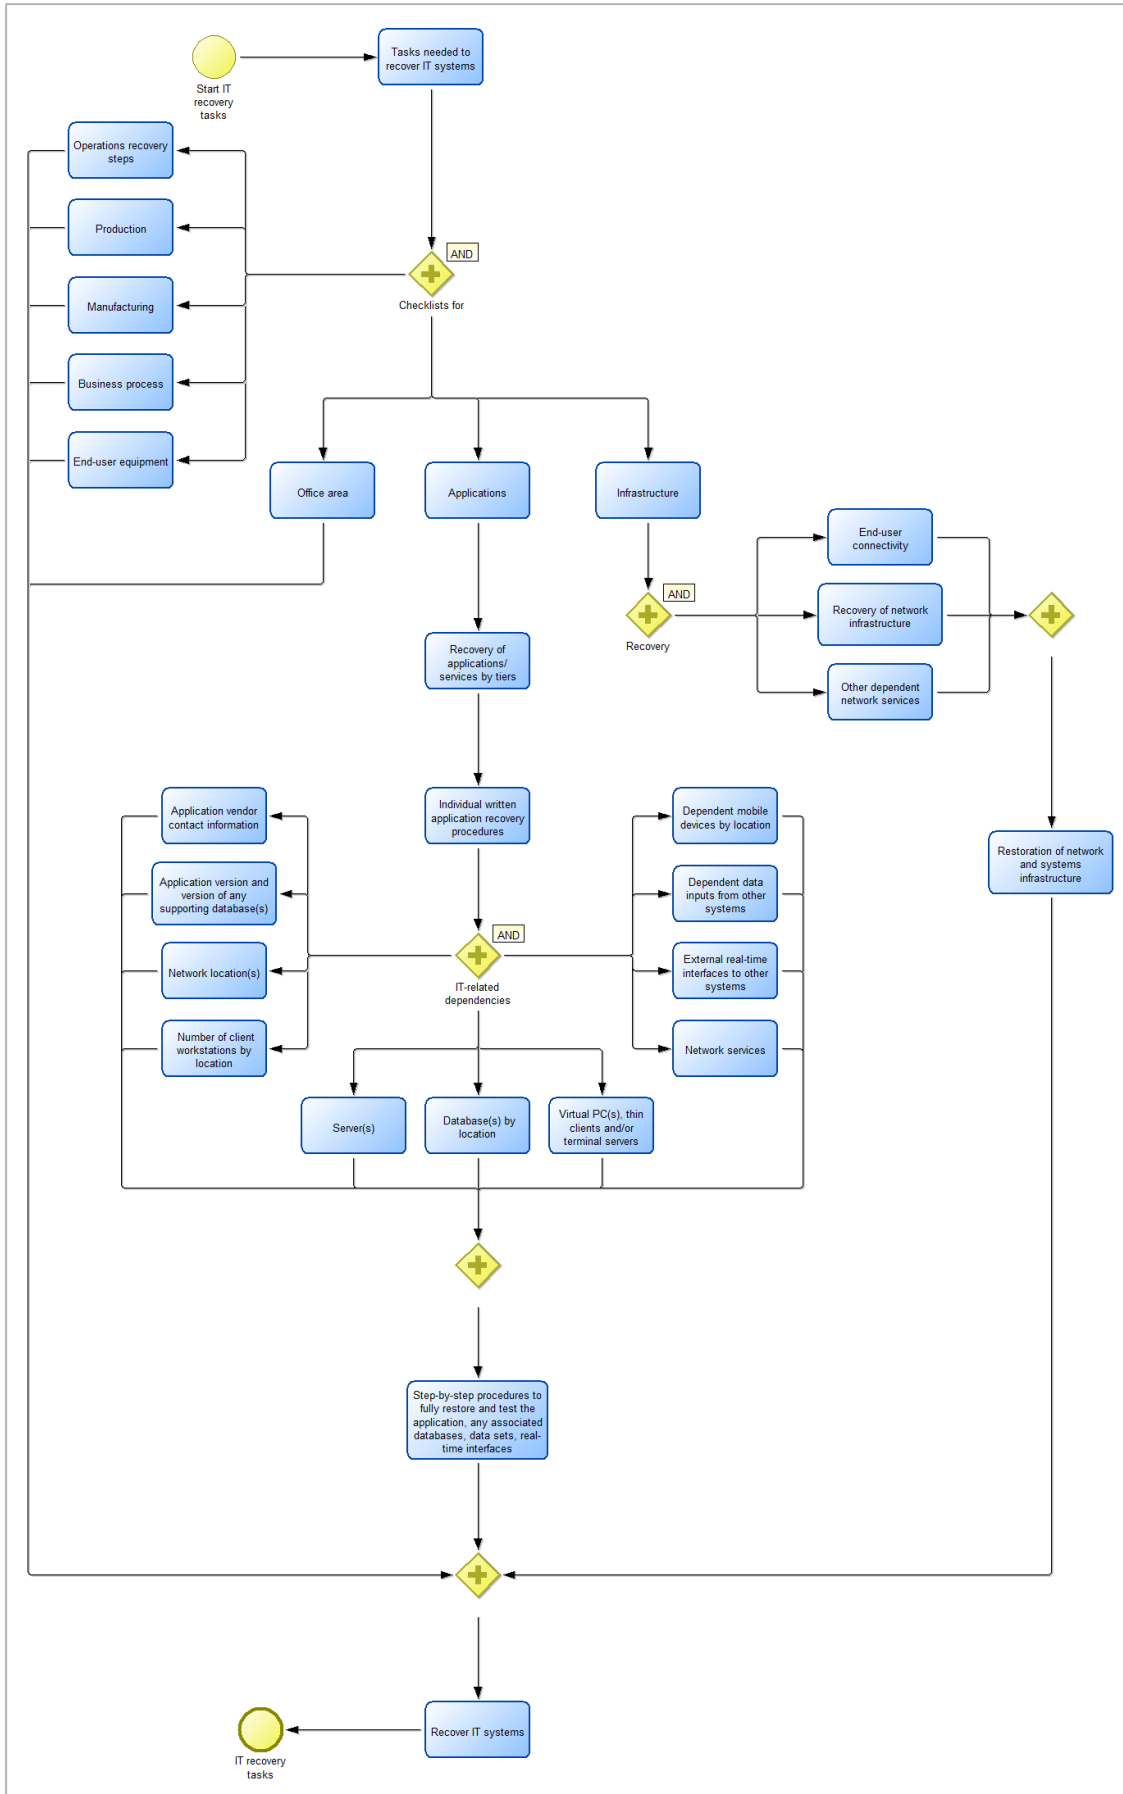 Tasks needed to
recover IT systems
Start IT
recovery
tasks
Operations recovery
steps
Production
AND
Checklists for
Manufacturing
Business process
End-user equipment
Office area
Applications
Infrastructure
End-user
connectivity
AND
Recovery
Recovery of network
infrastructure
Other dependent
network services
Recovery of
applications/
services by tiers
Application vendor
contact information
Individual written
application recovery
procedures
Dependent mobile
devices by location
Restoration of network
and systems
infrastructure
Application version and
version of any
supporting database(s)
Dependent data
inputs from other
systems
AND
IT-related
dependencies
Network location(s)
External real-time
interfaces to other
systems
Number of client
workstations by
location
Network services
Server(s)
Database(s) by
location
Virtual PC(s), thin
clients and/or
terminal servers
Step-by-step procedures to
fully restore and test the
application, any associated
databases, data sets, real-
time interfaces
Recover IT systems
IT recovery
tasks